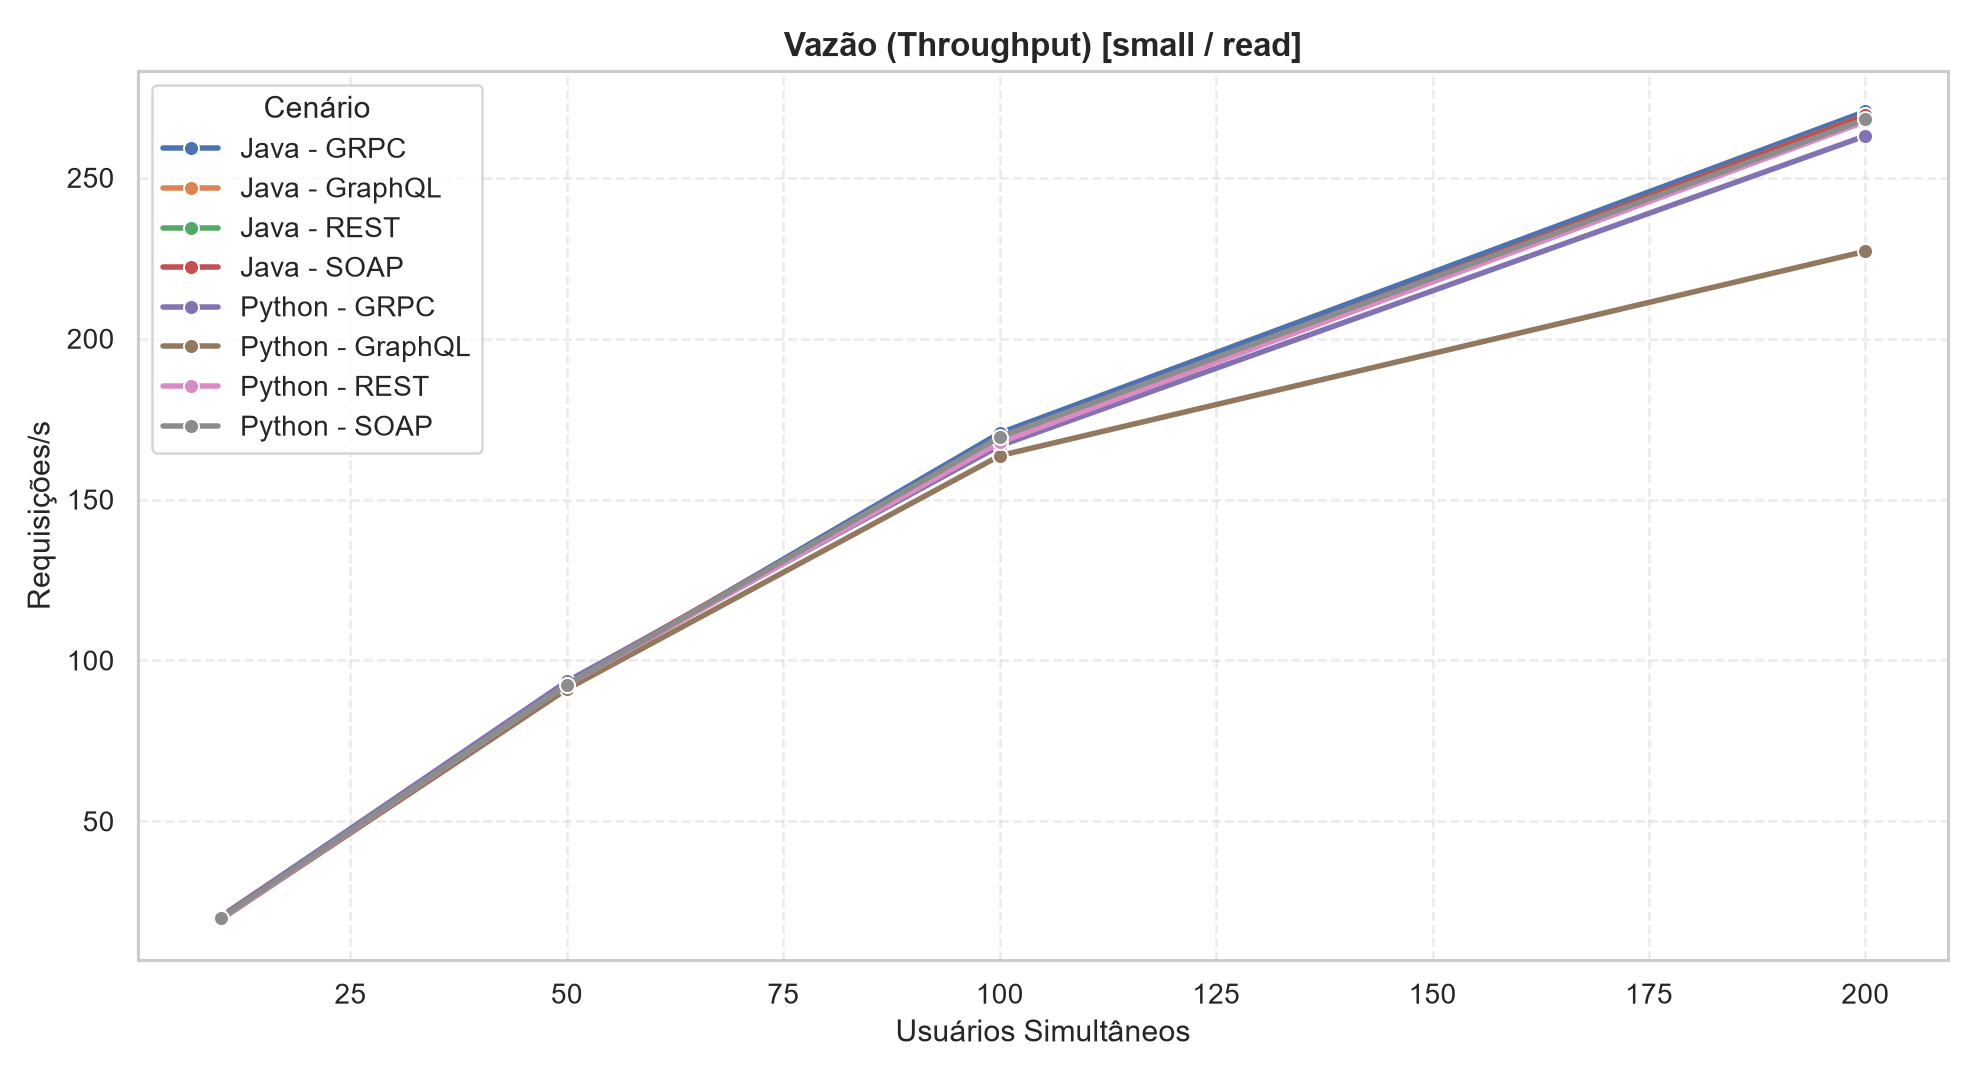 Vazão (Throughput) [small / read]
Cenário
Java - GRPC
Java - GraphQL
Java - REST
Java - SOAP
Python - GRPC
Python - GraphQL
Python - REST
Python - SOAP
Requisições/s
250
200
150
100
50
25
50
75
100
125
150
175
200
Usuários Simultâneos